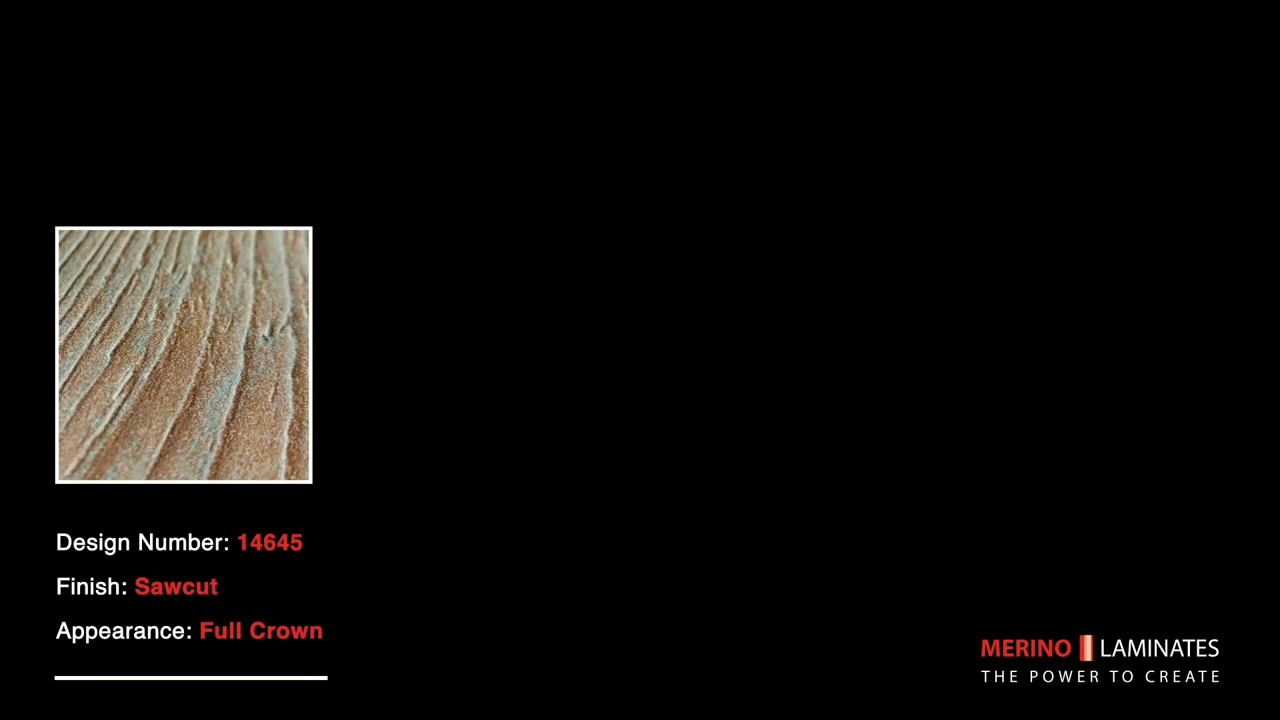 Design Number: 14645
Finish: Sawcut
Appearance: Full Crown
MERINO LAMINATES
THE POWER TO CREATE